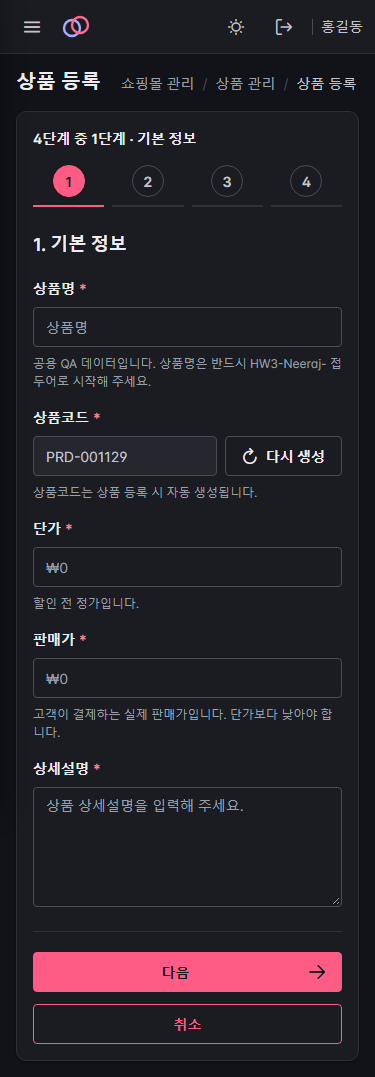 홍길동
상품 등록 쇼핑몰 관리 / 상품 관리 / 상품 등록
4단계 중 1단계 · 기본 정보
1 2 3 4
1. 기본 정보
상품명 *
상품명
공용 QA 데이터입니다. 상품명은 반드시 HW3-Neeraj- 접
두어로 시작해 주세요.
상품코드 *
PRD-001129 다시 생성
상품코드는 상품 등록 시 자동 생성됩니다.
단가 *
₩0
할인 전 정가입니다.
판매가 *
₩0
고객이 결제하는 실제 판매가입니다. 단가보다 낮아야 합
니다.
상세설명 *
상품 상세설명을 입력해 주세요.
다음
취소